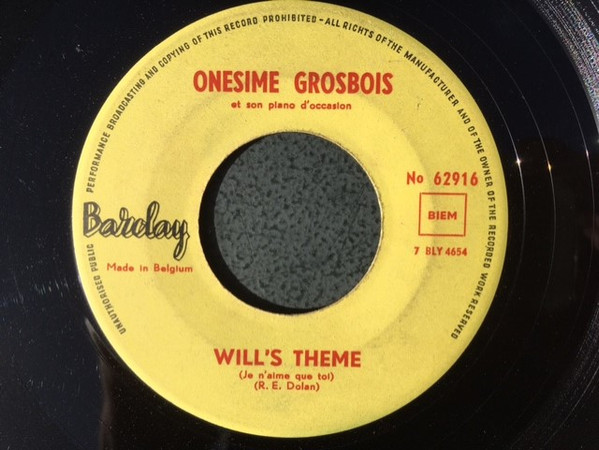 UNAUTHORISED PUBLIC PERFORMANCE BROADCASTING AND COPYING OF THIS RECORD PROHIBITED - ALL RIGHTS OF THE MANUFACTURER AND OF THE OWNER OF THE RECORDED WORK RESERVED
ONESIME GROSBOIS
et son piano d'occasion
No 62916
BIEM
7 BLY 4654
Barclay
Made in Belgium
WILL'S THEME
(Je n'aime que toi)
(R. E. Dolan)